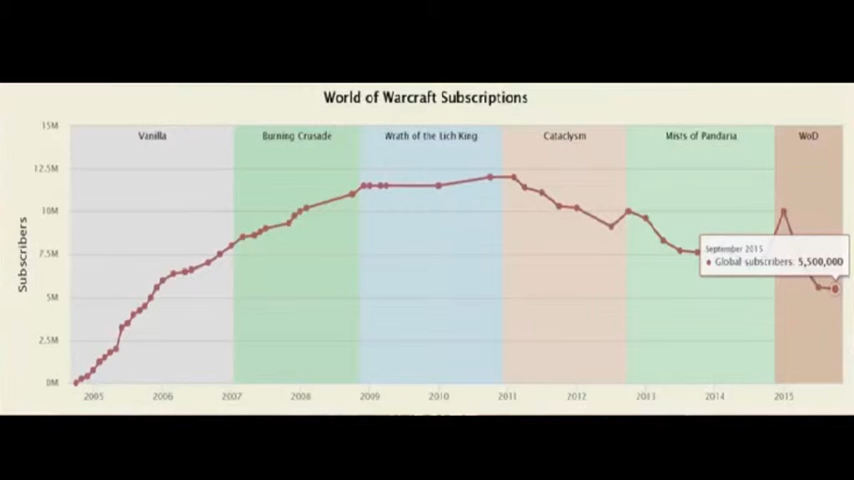 World of Warcraft Subscriptions
15M
Vanilla
Burning Crusade
Wrath of the Lich King
Cataclysm
Mists of Pandaria
WoD
12.5M
10M
7.5M
5M
2.5M
0M
Subscribers
September 2015
Global subscribers: 5,500,000
2005
2006
2007
2008
2009
2010
2011
2012
2013
2014
2015